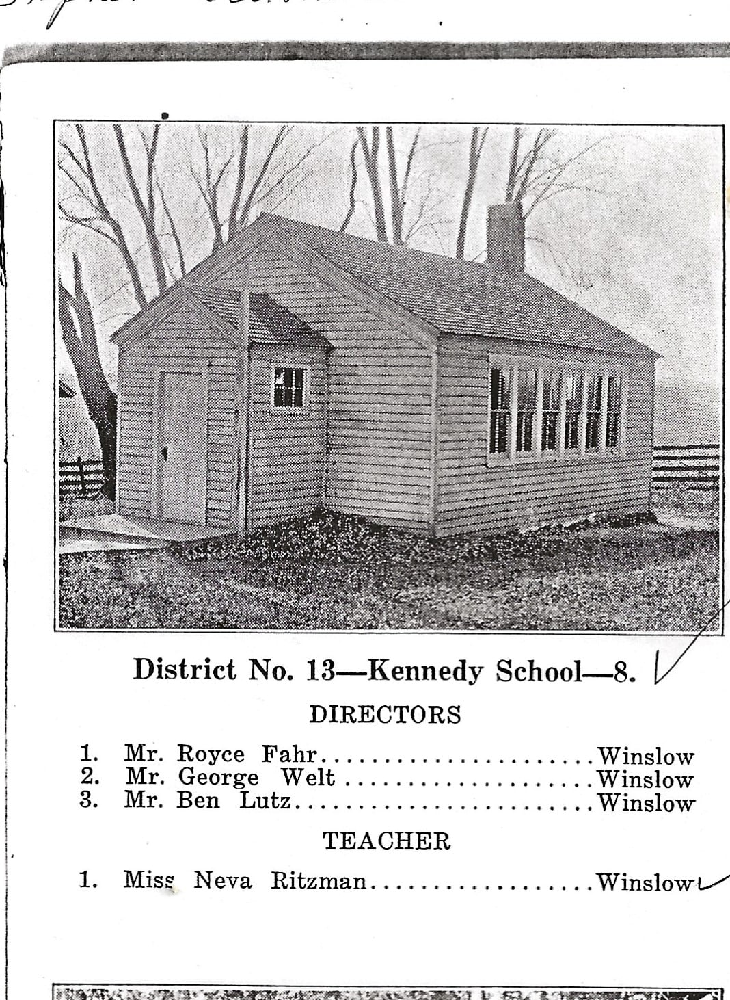 District No. 13—Kennedy School—8.
DIRECTORS
1. Mr. Royce Fahr.......................Winslow
2. Mr. George Welt .....................Winslow
3. Mr. Ben Lutz.........................Winslow
TEACHER
1. Miss Neva Ritzman...................Winslow